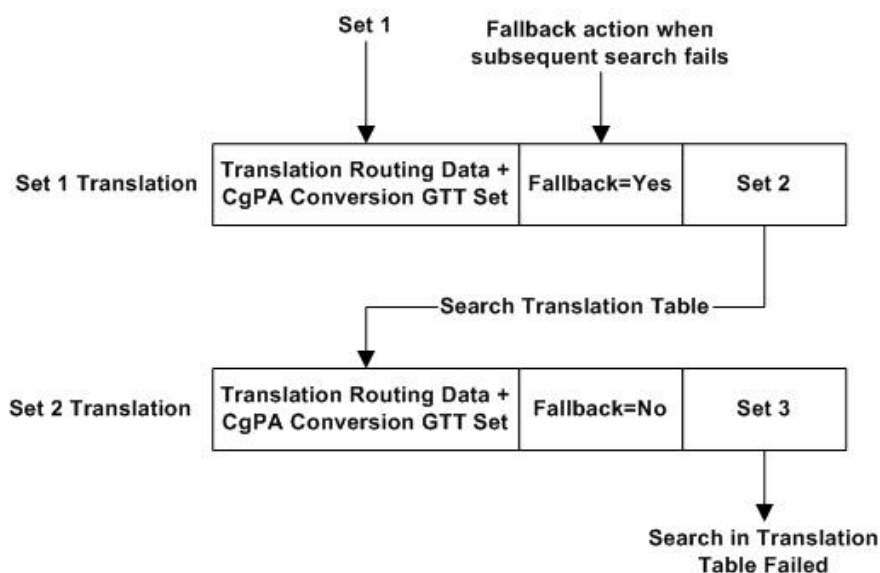 Set 1
Fallback action when
subsequent search fails
Set 1 Translation
Translation Routing Data +
CgPA Conversion GTT Set
Fallback=Yes
Set 2
Search Translation Table
Set 2 Translation
Translation Routing Data +
CgPA Conversion GTT Set
Fallback=No
Set 3
Search in Translation
Table Failed